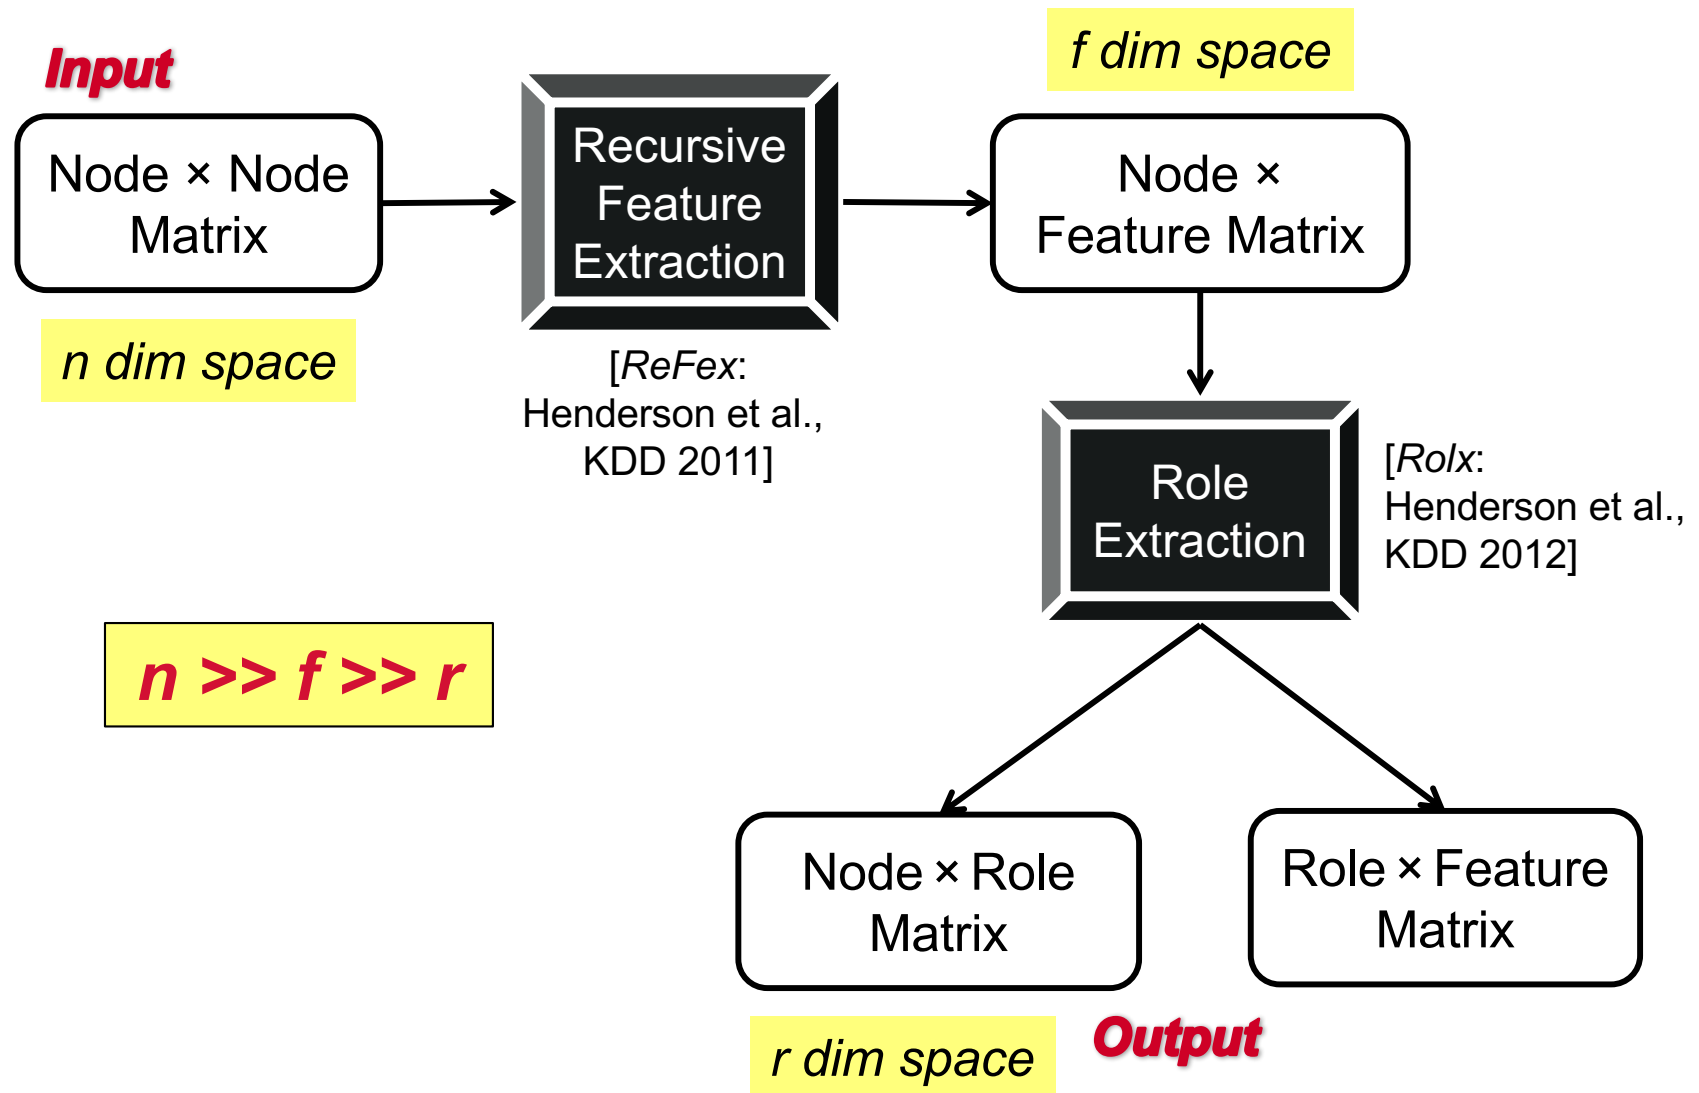 Input
Node × Node
Matrix
n dim space
Recursive
Feature
Extraction
[ReFex:
Henderson et al.,
KDD 2011]
f dim space
Node ×
Feature Matrix
Role
Extraction
[Rolx:
Henderson et al.,
KDD 2012]
n >> f >> r
Node × Role
Matrix
Role × Feature
Matrix
r dim space
Output